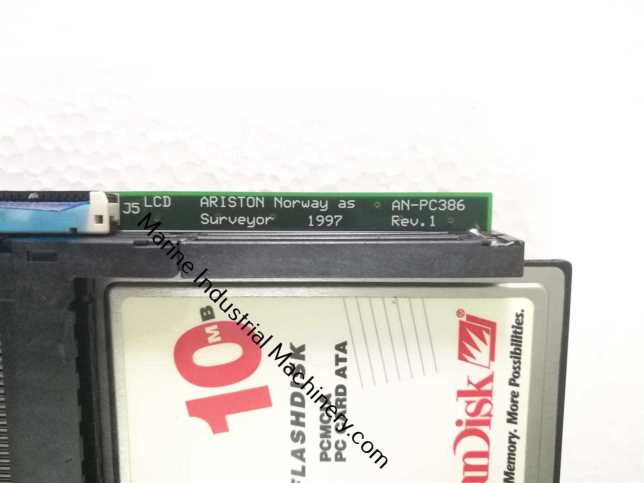 J5 LCD ARISTON Norway as AN-PC386
Surveyor 1997 Rev.1
Marine Industrial Machinery.com
10MB
FLASHDISK
PCMCIA
PC CARD ATA
SanDisk
Memory. More Possibilities.